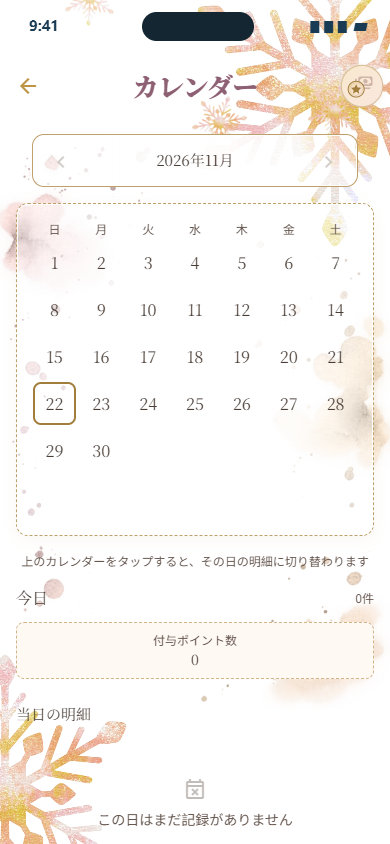 9:41
カレンダー
2026年11月
日 月 火 水 木 金 土
1 2 3 4 5 6 7
8 9 10 11 12 13 14
15 16 17 18 19 20 21
22 23 24 25 26 27 28
29 30
上のカレンダーをタップすると、その日の明細に切り替わります
今日 0件
付与ポイント数
0
当日の明細
この日はまだ記録がありません